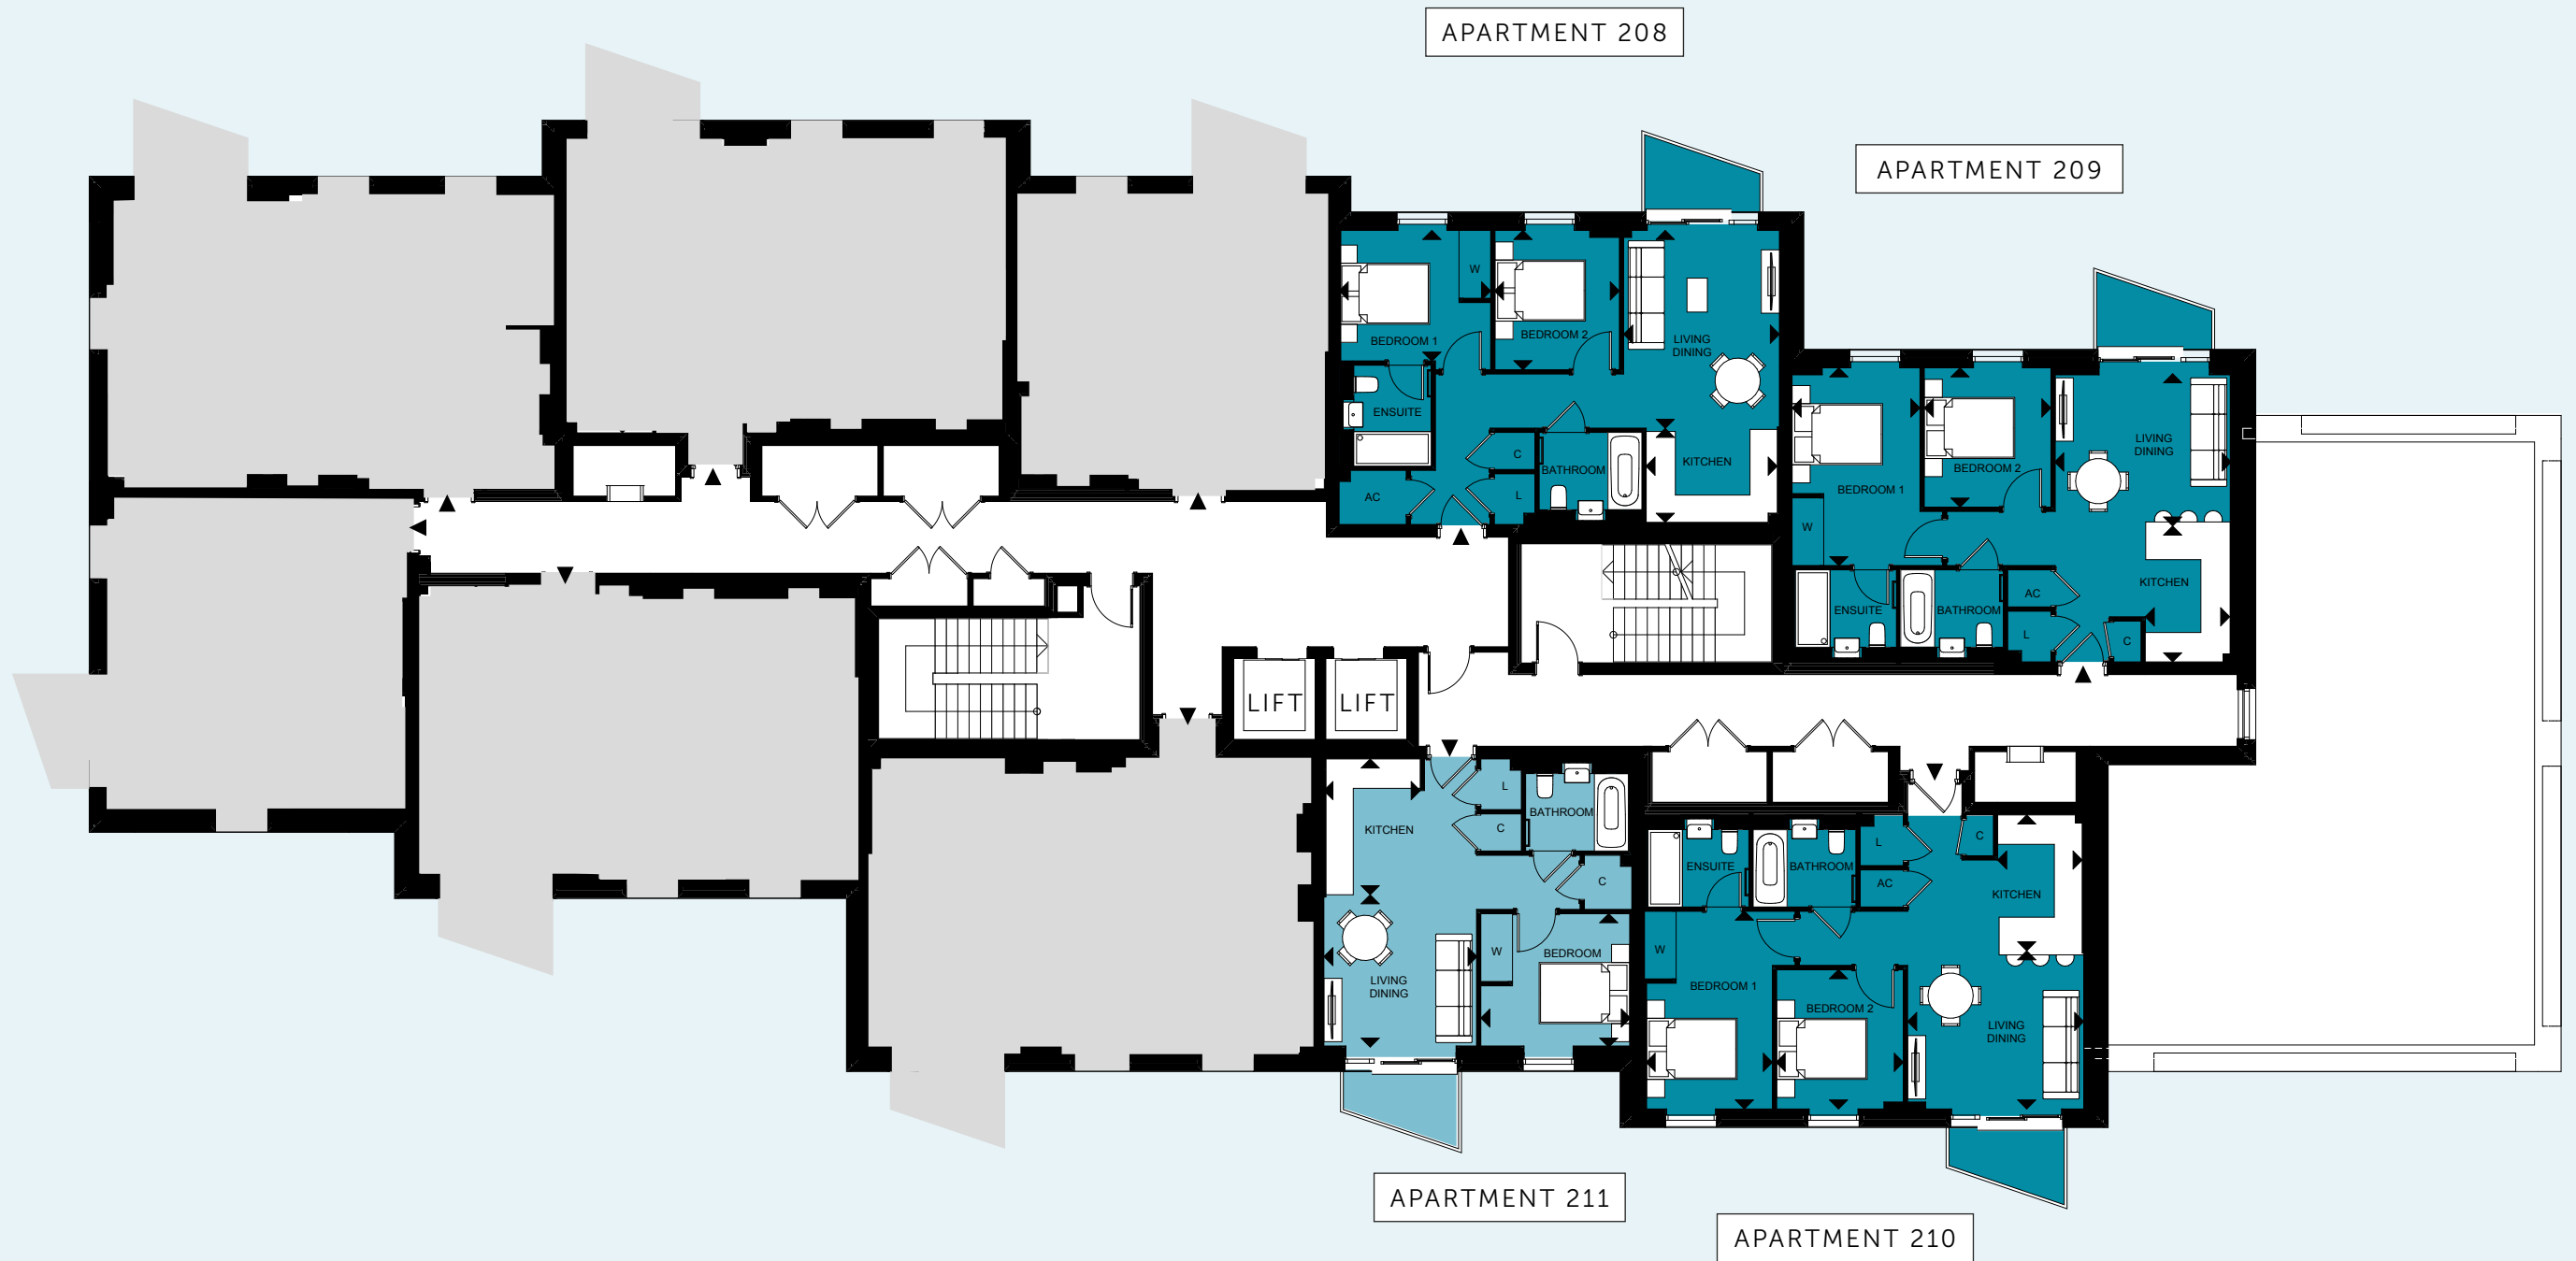 APARTMENT 208
APARTMENT 209
W
BEDROOM 1
BEDROOM 2
LIVING
DINING
ENSUITE
C
BATHROOM
KITCHEN
AC
L
LIVING
DINING
BEDROOM 2
BEDROOM 1
W
KITCHEN
AC
ENSUITE
BATHROOM
L
C
LIFT
LIFT
L
BATHROOM
KITCHEN
C
C
W
BEDROOM
LIVING
DINING
L
C
ENSUITE
BATHROOM
AC
KITCHEN
W
BEDROOM 1
BEDROOM 2
LIVING
DINING
APARTMENT 211
APARTMENT 210